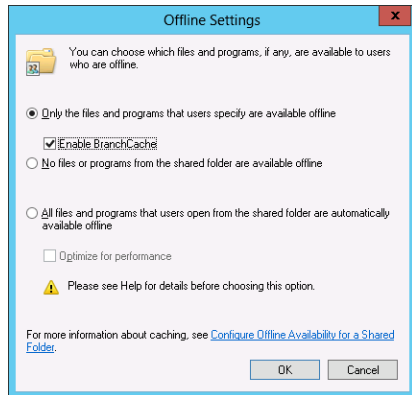 Offline Settings
x
You can choose which files and programs, if any, are available to users
who are offline.
Only the files and programs that users specify are available offline
Enable BranchCache
No files or programs from the shared folder are available offline
All files and programs that users open from the shared folder are automatically
available offline
Optimize for performance
Please see Help for details before choosing this option.
For more information about caching, see Configure Offline Availability for a Shared
Folder.
OK Cancel